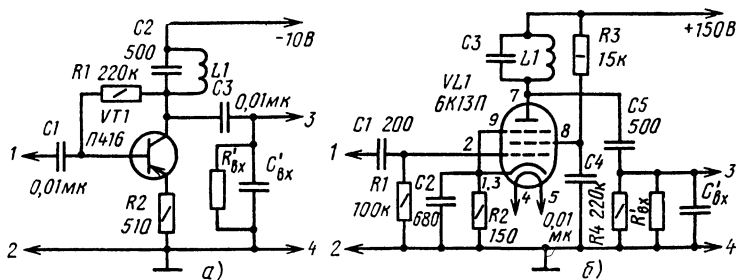 C2
500
-10В
L1
R1 220к
C3
0,01мк
VT1
П416
C1
0,01мк
1
3
R'вх
C'вх
R2
510
2
4
а)
+150В
C3
L1
R3
15к
VL1
6К13П
7
9
8
2
C5
500
C1 200
1
3
1,3
4
5
R1
100к
C2
680
R2
150
0,01
мк
C4
R4 220к
R'вх
C'вх
2
4
б)